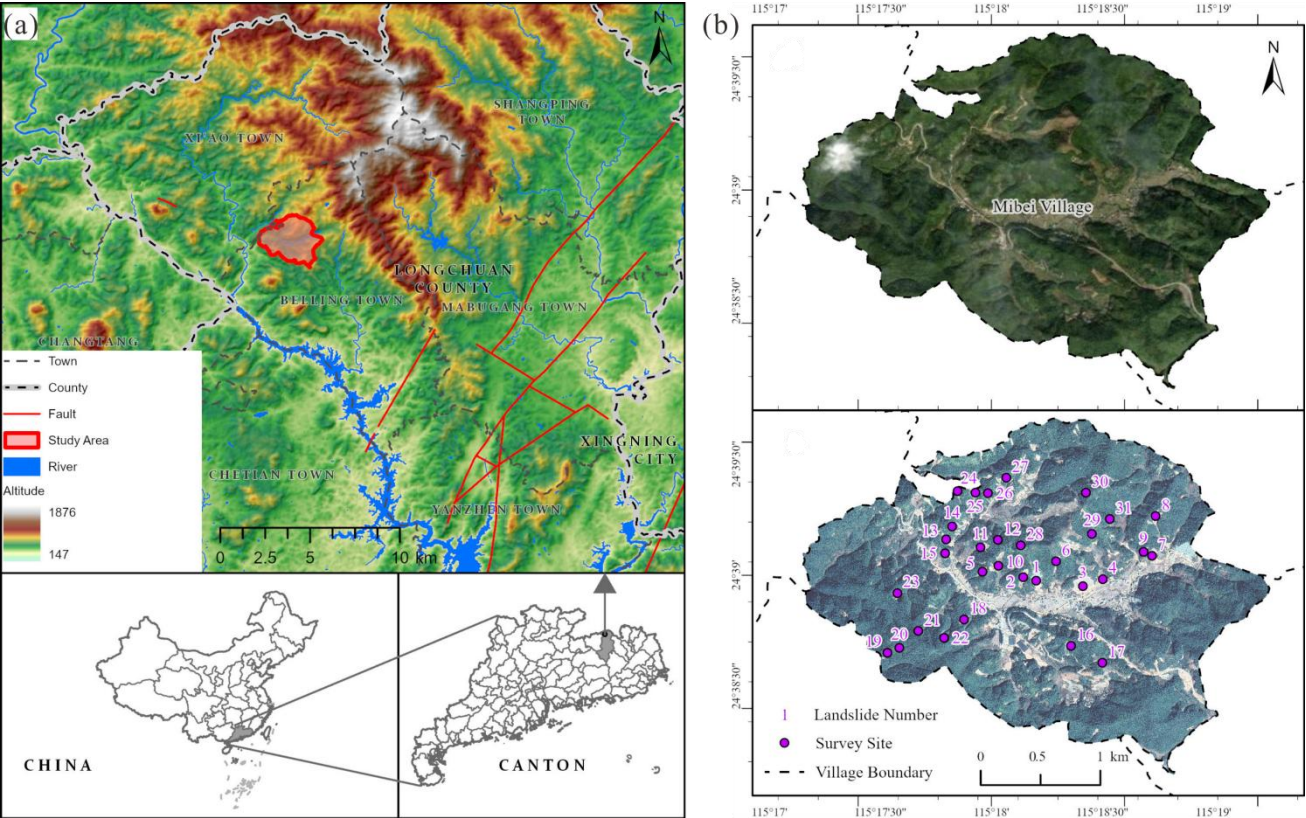 (a)
N
SHANGPING
TOWN
XI'AO TOWN
LONGCHUAN
COUNTY
BEILING TOWN
MABUGANG TOWN
CHANGTANG
Town
County
Fault
Study Area
River
Altitude
1876
147
CHETIAN TOWN
XINGNING
CITY
YANZHEN TOWN
0 2.5 5 10 km
CHINA
CANTON
(b)
115°17'30"
115°18'
115°18'30"
115°19'
N
24°39'30"
24°39'
24°38'30"
Mibei Village
24°39'30"
24°39'
24°38'30"
27
24
25
26
30
14
31
8
13
11
12
28
29
15
9
7
5
10
6
2
1
3
4
23
18
21
22
16
19
20
17
1 Landslide Number
Survey Site
Village Boundary
0 0.5 1 km
115°17'
115°17'30"
115°18'
115°18'30"
115°19'